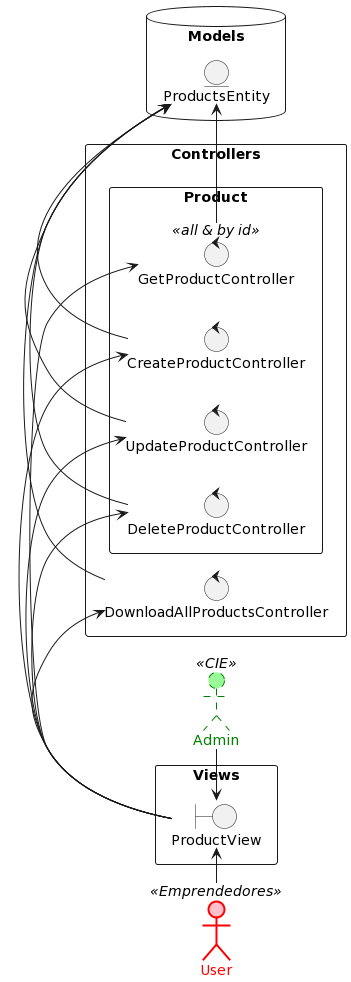 Models
ProductsEntity
Controllers
Product
«all & by id»
GetProductController
CreateProductController
UpdateProductController
DeleteProductController
DownloadAllProductsController
«CIE»
Admin
Views
ProductView
«Emprendedores»
User